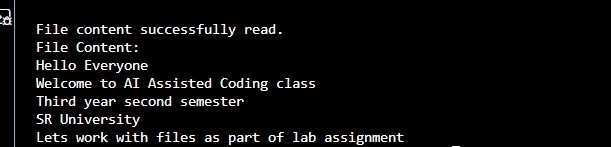 File content successfully read.
File Content:
Hello Everyone
Welcome to AI Assisted Coding class
Third year second semester
SR University
Lets work with files as part of lab assignment